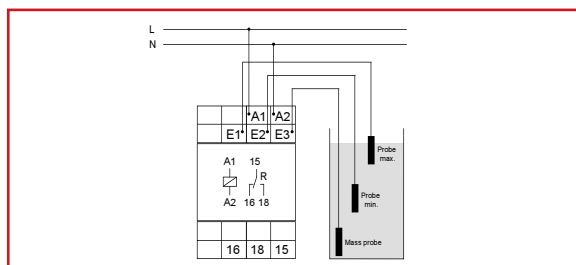 L
N
A1 A2
E1 E2 E3
A1 15
R
A2 16 18
16 18 15
Probe
max.
Probe
min.
Mass probe